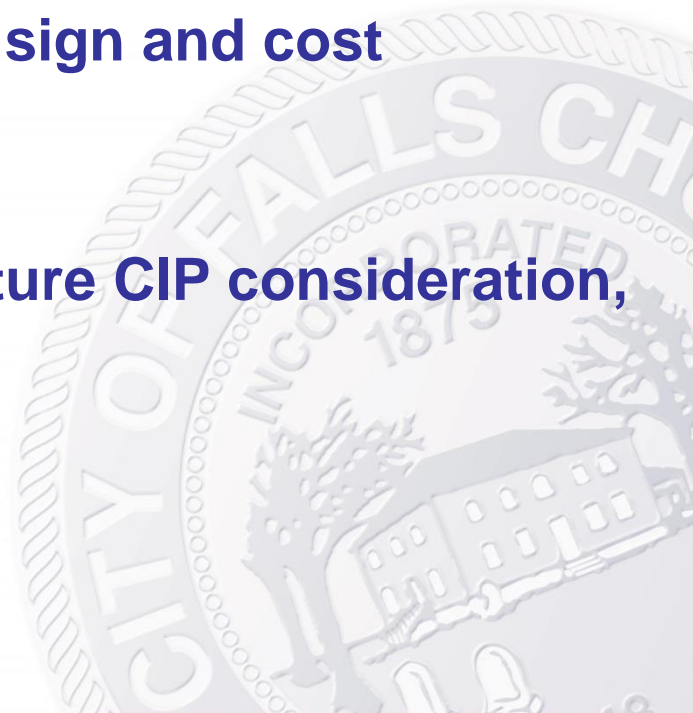 sign and cost
ture CIP consideration,
CITY OF FALLS CH
INCORPORATED
1875